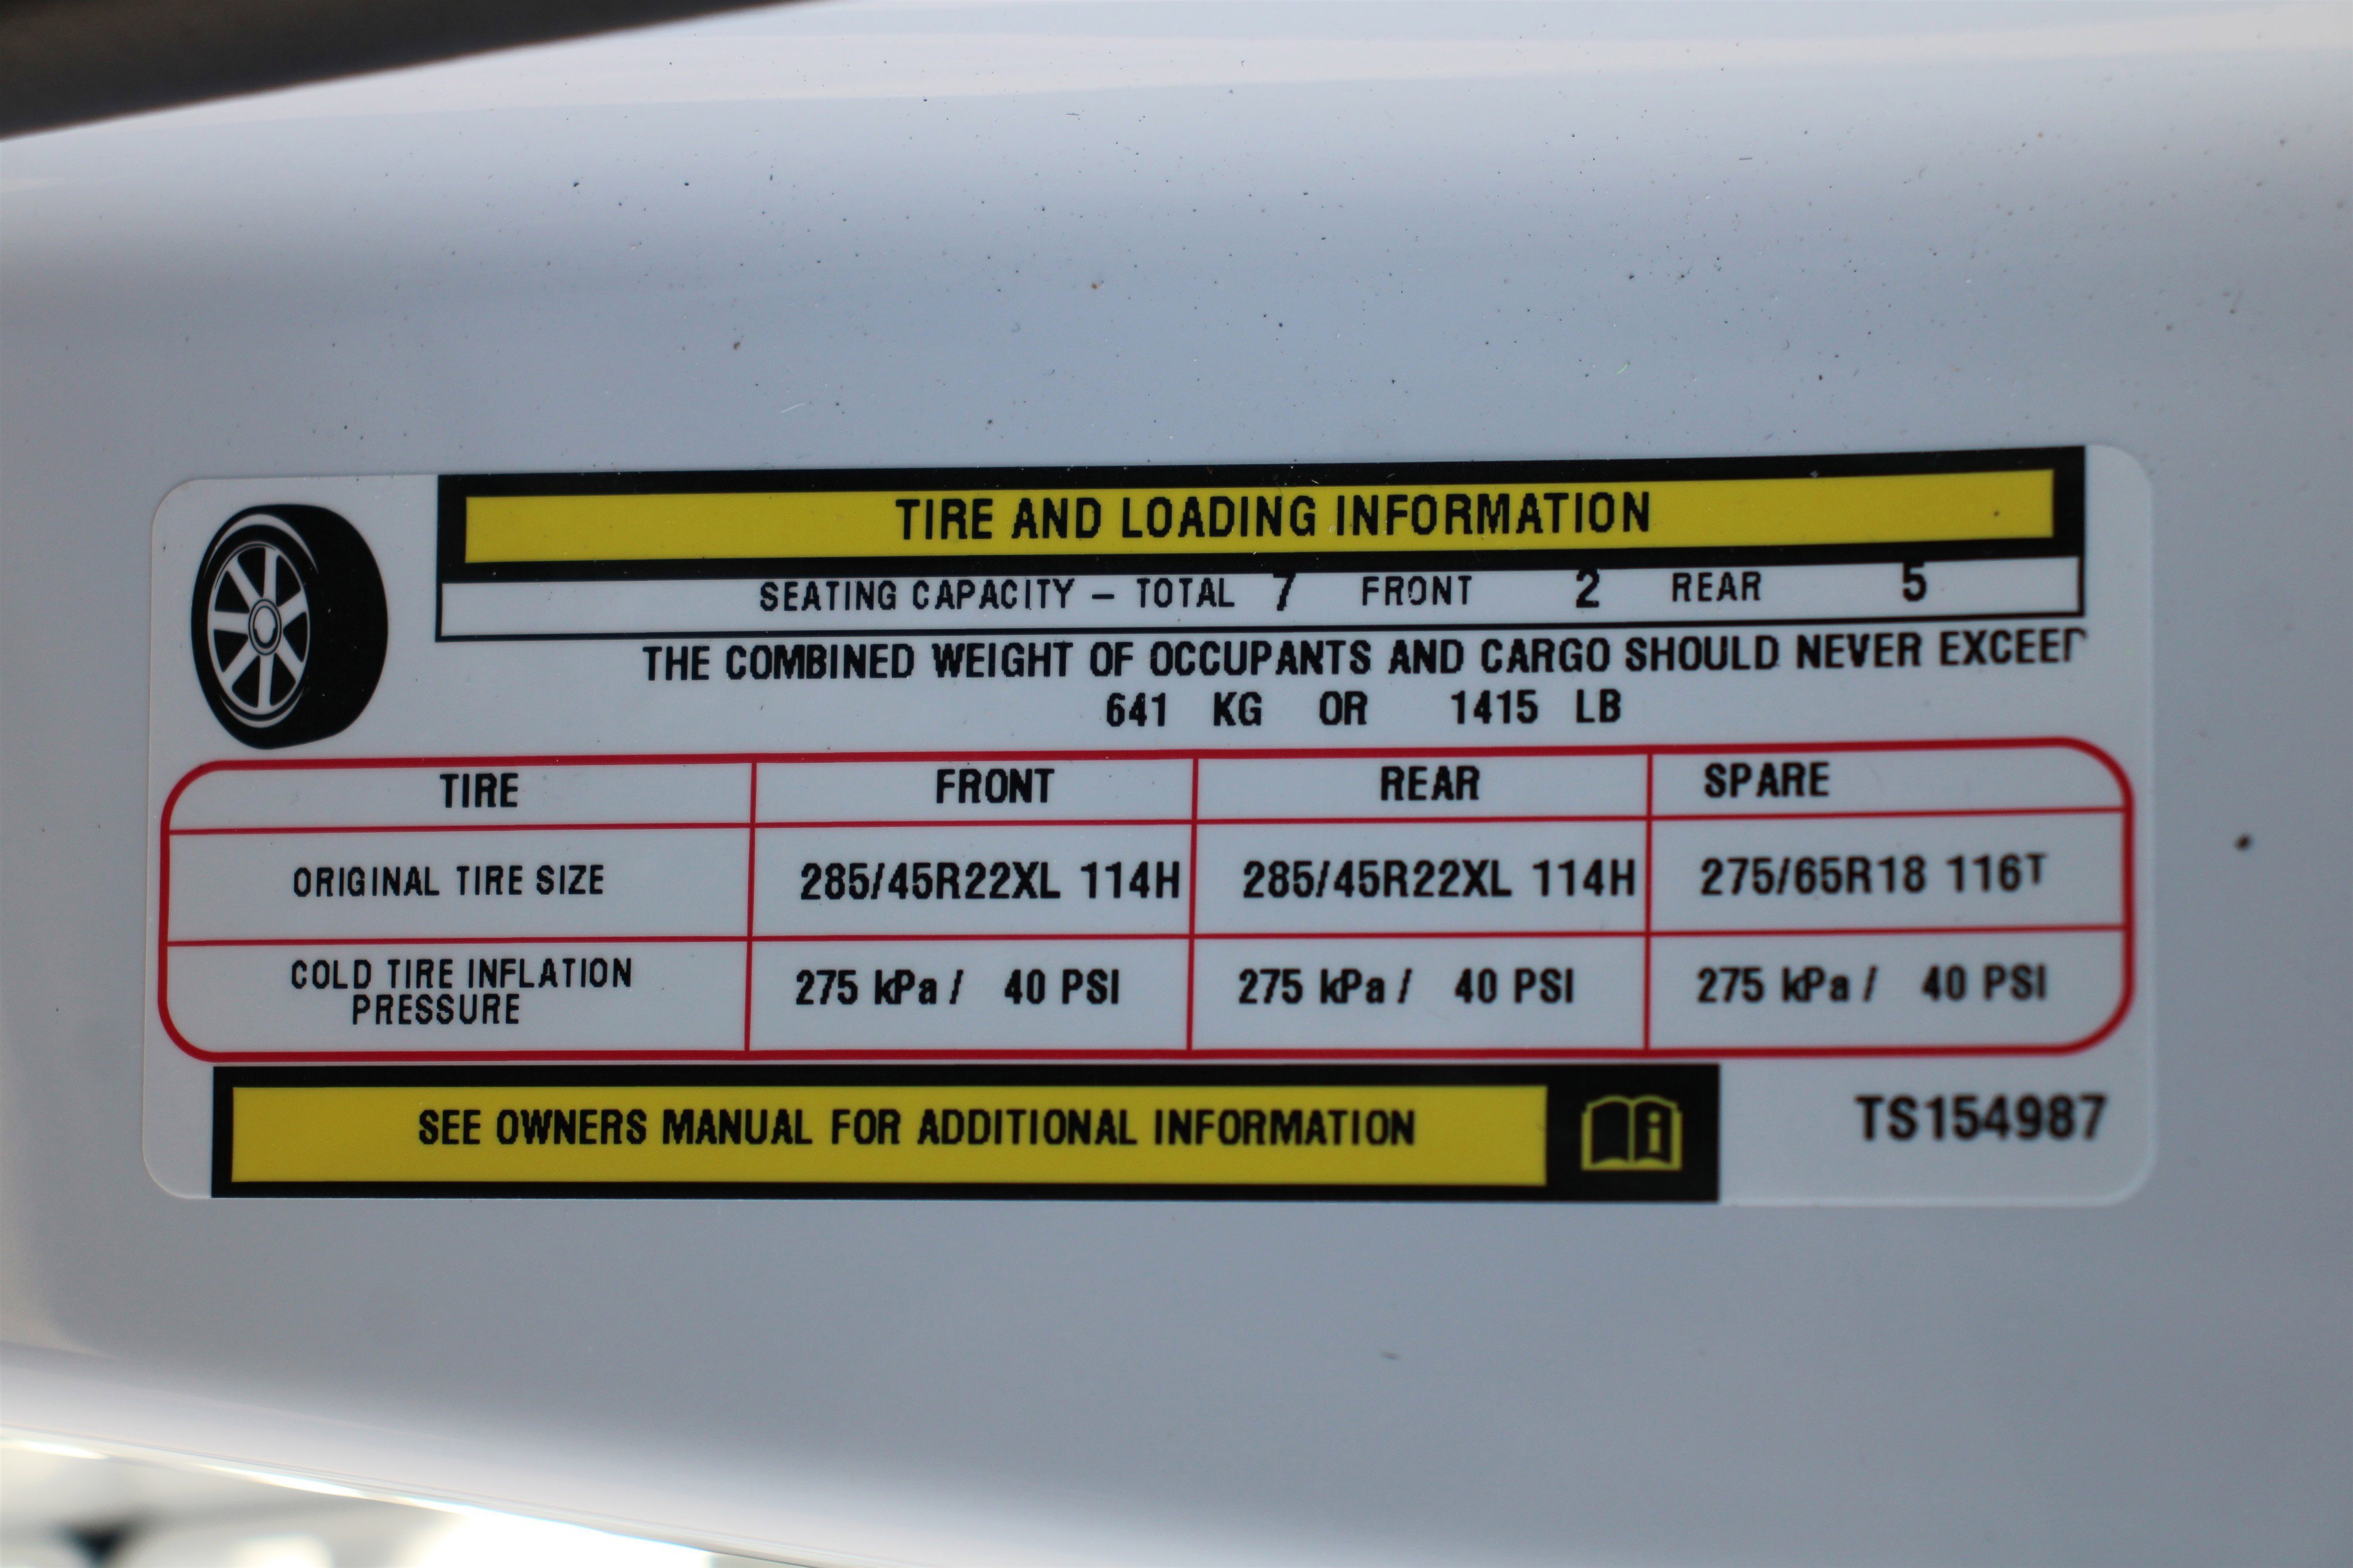 TIRE AND LOADING INFORMATION
SEATING CAPACITY – TOTAL 7 FRONT 2 REAR 5
THE COMBINED WEIGHT OF OCCUPANTS AND CARGO SHOULD NEVER EXCEED
641 KG OR 1415 LB
TIRE FRONT REAR SPARE
ORIGINAL TIRE SIZE 285/45R22XL 114H 285/45R22XL 114H 275/65R18 116T
COLD TIRE INFLATION
PRESSURE 275 kPa / 40 PSI 275 kPa / 40 PSI 275 kPa / 40 PSI
SEE OWNERS MANUAL FOR ADDITIONAL INFORMATION i TS154987